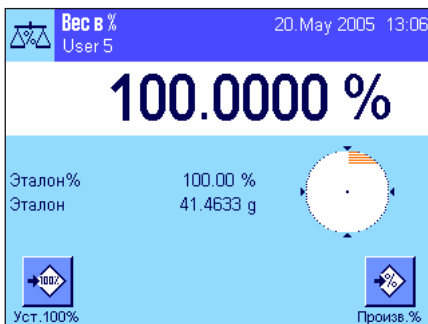 Вес в % 20.May 2005 13:06
User 5
100.0000 %
Эталон% 100.00 %
Эталон 41.4633 g
100% %
Уст.100% Произв.%